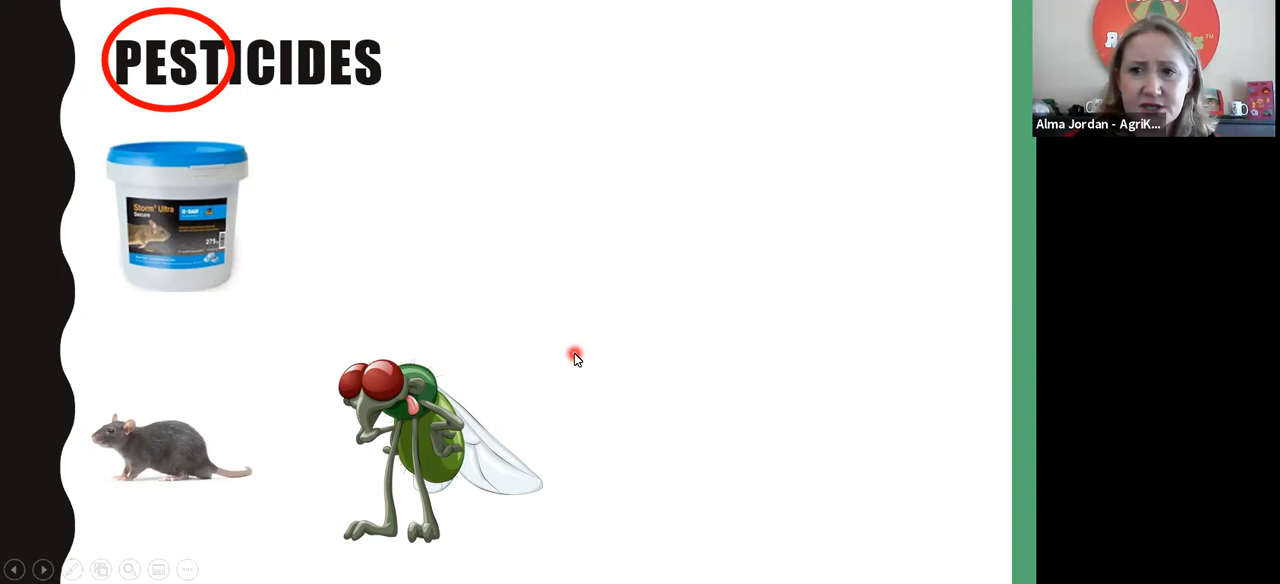 PESTICIDES
Storm® Ultra
Secure
BASF
Alma Jordan - AgriK...